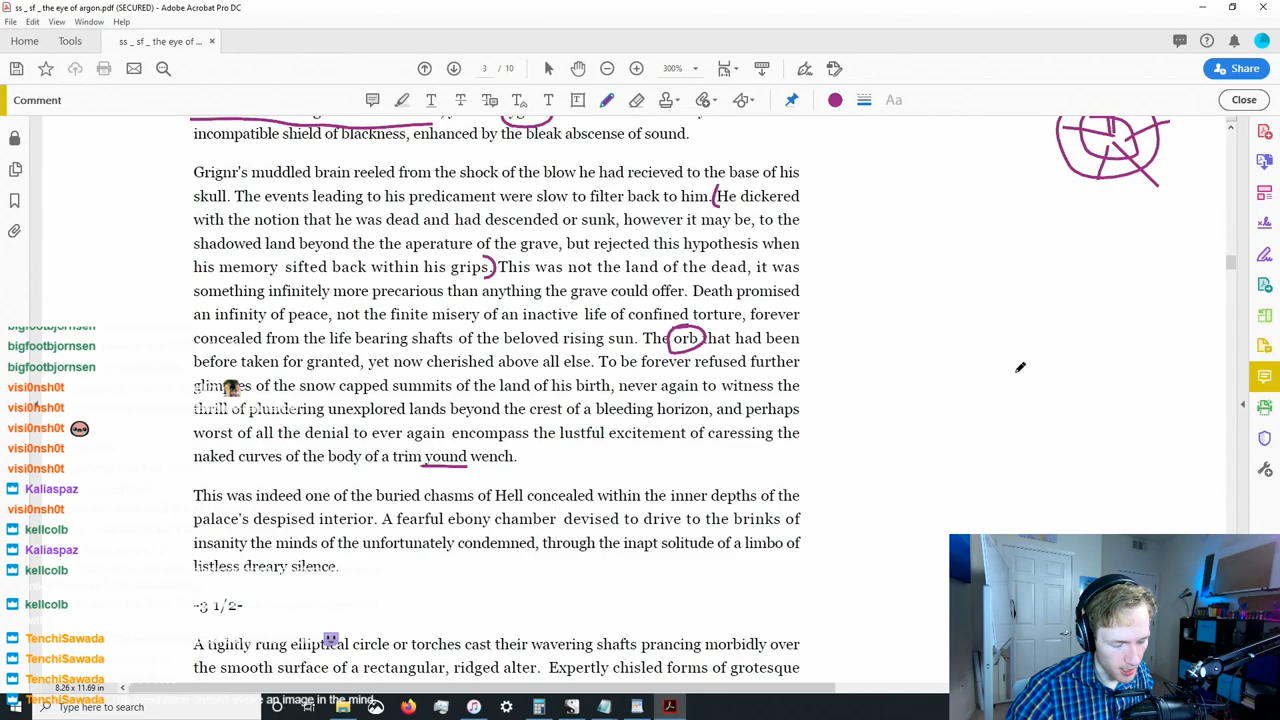 ss _ sf _ the eye of argon.pdf (SECURED) - Adobe Acrobat Pro DC
File Edit View Window Help
Home Tools ss _ sf _ the eye of ... ×
3 / 10 300% Share
Comment Aa Close
incompatible shield of blackness, enhanced by the bleak abscense of sound.
Grignr's muddled brain reeled from the shock of the blow he had recieved to the base of his
skull. The events leading to his predicament were slow to filter back to him. He dickered
with the notion that he was dead and had descended or sunk, however it may be, to the
shadowed land beyond the the aperature of the grave, but rejected this hypothesis when
his memory sifted back within his grips. This was not the land of the dead, it was
something infinitely more precarious than anything the grave could offer. Death promised
an infinity of peace, not the finite misery of an inactive life of confined torture, forever
concealed from the life bearing shafts of the beloved rising sun. The orb that had been
before taken for granted, yet now cherished above all else. To be forever refused further
glimpses of the snow capped summits of the land of his birth, never again to witness the
of plundering unexplored lands beyond the crest of a bleeding horizon, and perhaps
worst of all the denial to ever again encompass the lustful excitement of caressing the
naked curves of the body of a trim yound wench.
This was indeed one of the buried chasms of Hell concealed within the inner depths of the
palace's despised interior. A fearful ebony chamber devised to drive to the brinks of
insanity the minds of the unfortunately condemned, through the inapt solitude of a limbo of
listless dreary silence.
-3 1/2-
A tightly rung elliptical circle or torches cast their wavering shafts prancing morbidly over
the smooth surface of a rectangular, ridged alter. Expertly chisled forms of grotesque
bigfootbjornsen
bigfootbjornsen
bigfootbjornsen
visi0nsh0t
visi0nsh0t
visi0nsh0t
visi0nsh0t
visi0nsh0t
Kaliaspaz
visi0nsh0t
kellcolb
Kaliaspaz
kellcolb
kellcolb
TenchiSawada
TenchiSawada
TenchiSawada
TenchiSawada an image in the mind
8.26 x 11.69 in
Type here to search